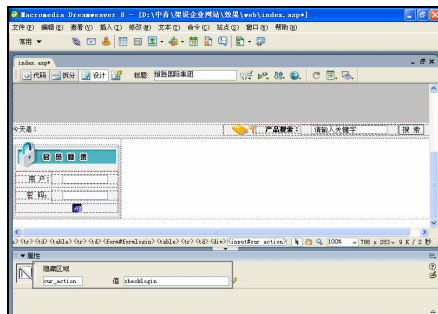 Macromedia Dreamweaver 8 - [D:\中青\架设企业网站\效果\web\index.asp*]
文件(F) 编辑(E) 查看(V) 插入(I) 修改(M) 文本(T) 命令(C) 站点(S) 窗口(W) 帮助(H)
常用
index.asp*
代码 拆分 设计 标题: 恒胜国际集团
今天是: 产品搜索: 请输入关键字 搜 索
会 员 登 录
用 户:
密 码:
<tr> <td> <table> <tr> <td> <form#formlogin> <table> <tr> <td> <div> <input#cur_action> 100% 786 x 283 9 K / 2 秒
属性
隐藏区域
cur_action 值 checklogin